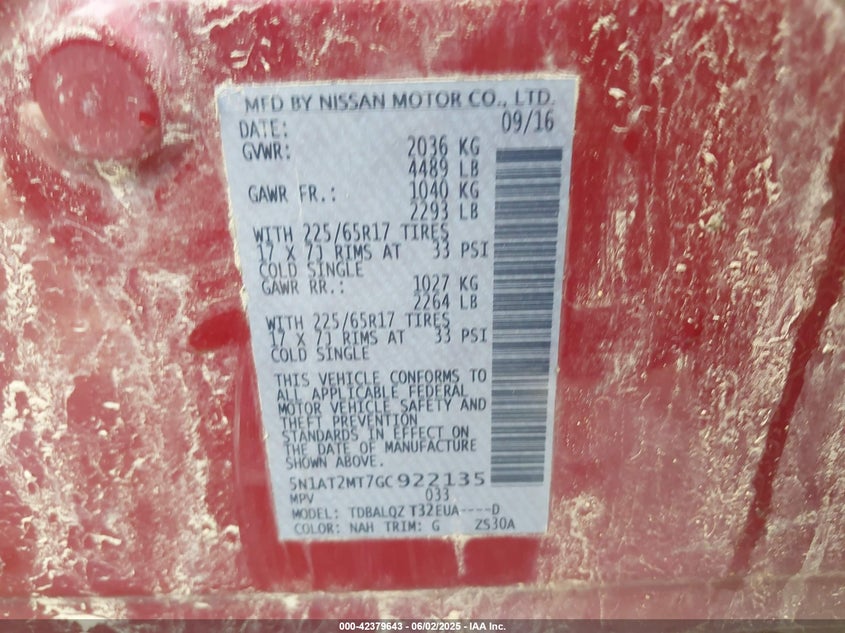 MFD BY NISSAN MOTOR CO., LTD.
DATE: 09/16
GVWR: 2036 KG
4489 LB
GAWR FR.: 1040 KG
2293 LB
WITH 225/65R17 TIRES
17 X 7J RIMS AT 33 PSI
COLD SINGLE
GAWR RR.: 1027 KG
2264 LB
WITH 225/65R17 TIRES
17 X 7J RIMS AT 33 PSI
COLD SINGLE
THIS VEHICLE CONFORMS TO
ALL APPLICABLE FEDERAL
MOTOR VEHICLE SAFETY AND
THEFT PREVENTION
STANDARDS IN EFFECT ON
THE DATE OF MANUFACTURE
SHOWN ABOVE.
5N1AT2MT7GC922135
MPV 033
MODEL: TDBALQZ T32EUA----D
COLOR: NAH TRIM: G ZS30A
000-42379643 | 06/02/2025 - IAA Inc.